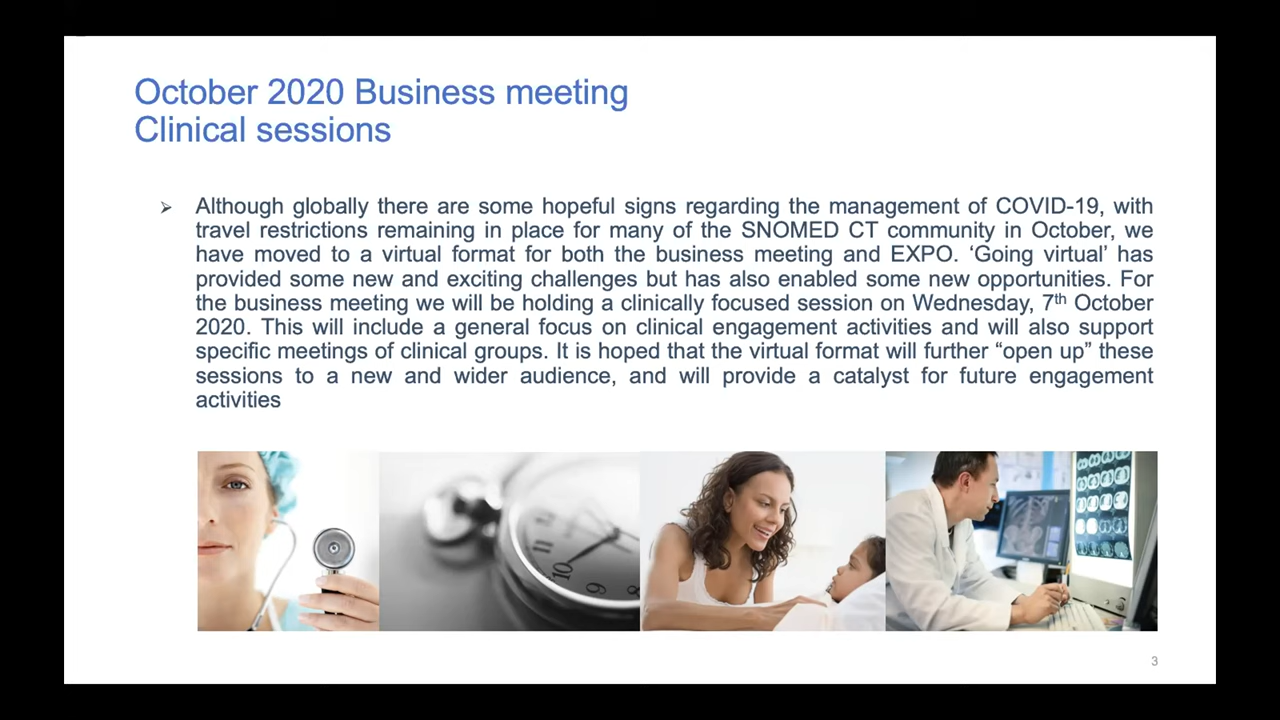 October 2020 Business meeting
Clinical sessions
➢ Although globally there are some hopeful signs regarding the management of COVID-19, with
travel restrictions remaining in place for many of the SNOMED CT community in October, we
have moved to a virtual format for both the business meeting and EXPO. ‘Going virtual’ has
provided some new and exciting challenges but has also enabled some new opportunities. For
the business meeting we will be holding a clinically focused session on Wednesday, 7th October
2020. This will include a general focus on clinical engagement activities and will also support
specific meetings of clinical groups. It is hoped that the virtual format will further “open up” these
sessions to a new and wider audience, and will provide a catalyst for future engagement
activities
11
10
9
3